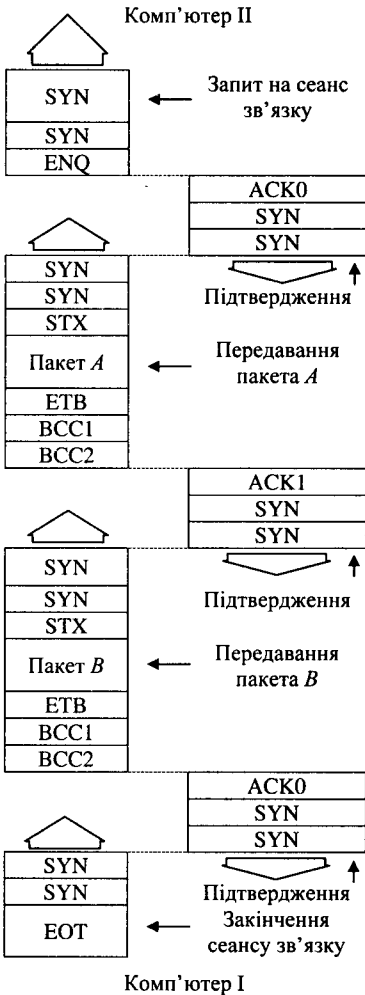 Комп’ютер II
SYN
SYN
ENQ
Запит на сеанс
зв’язку
ACK0
SYN
SYN
Підтвердження
SYN
SYN
STX
Пакет A
ETB
BCC1
BCC2
Передавання
пакета A
ACK1
SYN
SYN
Підтвердження
SYN
SYN
STX
Пакет B
ETB
BCC1
BCC2
Передавання
пакета B
ACK0
SYN
SYN
Підтвердження
SYN
SYN
EOT
Закінчення
сеансу зв’язку
Комп’ютер I